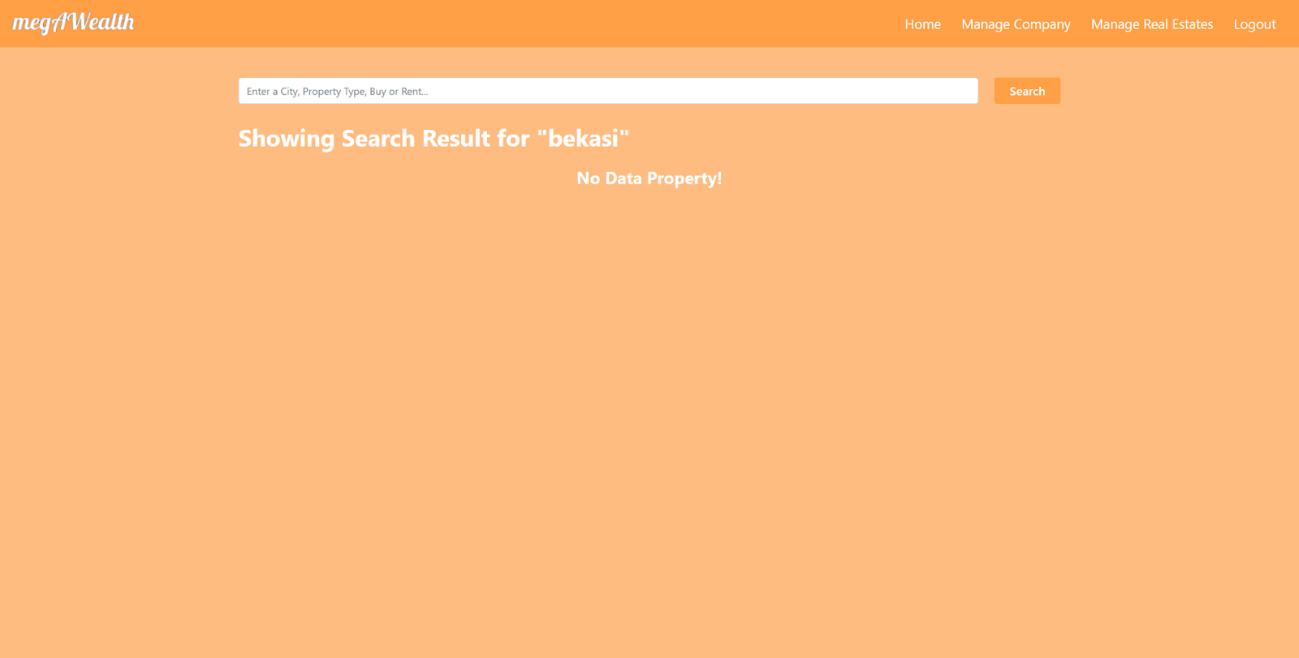 megAWealth Home Manage Company Manage Real Estates Logout
Enter a City, Property Type, Buy or Rent... Search
Showing Search Result for "bekasi"
No Data Property!